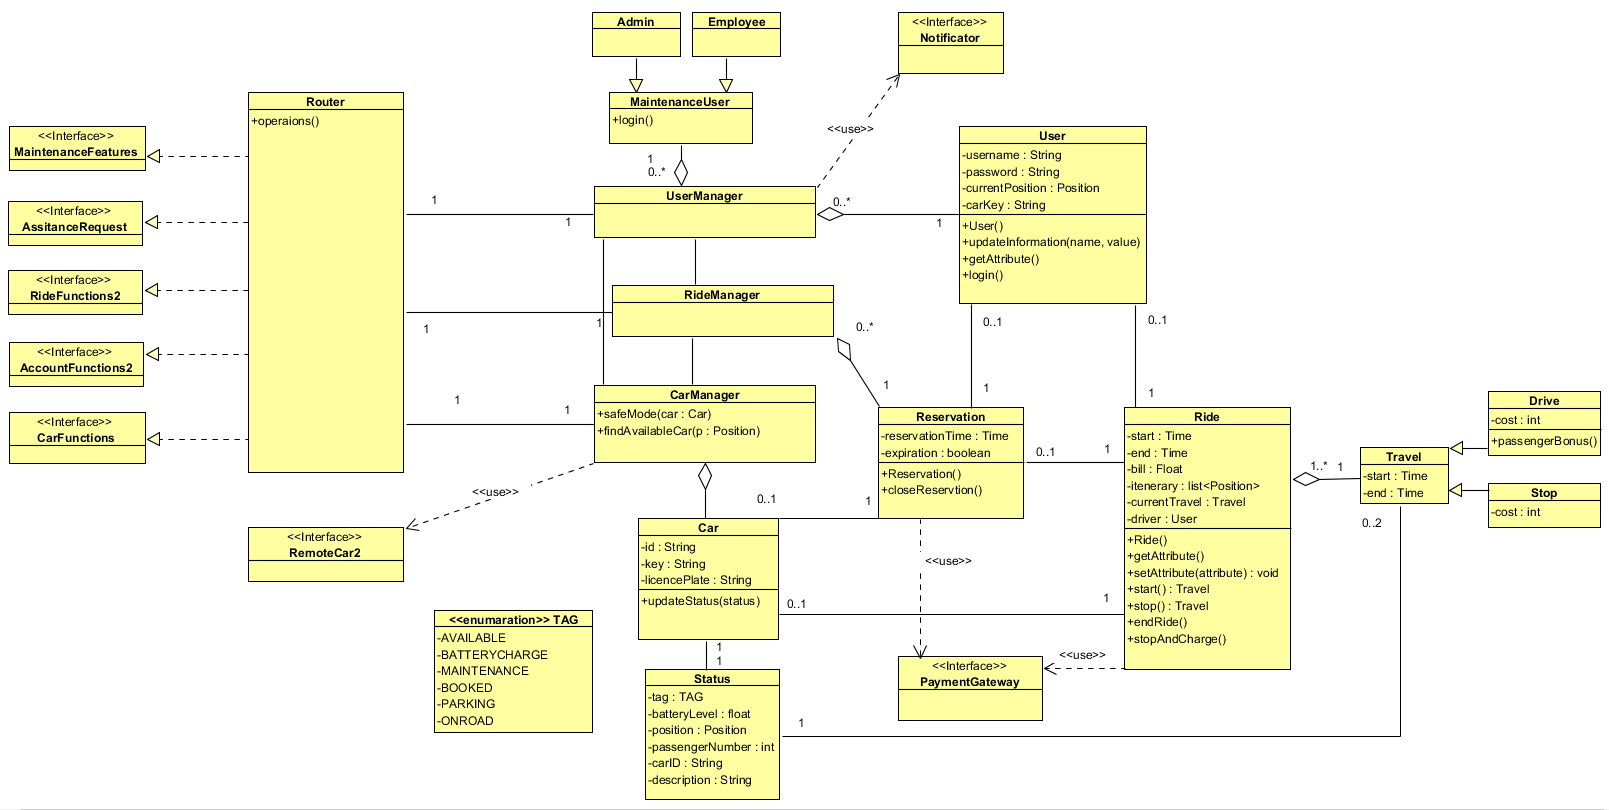 Admin
Employee
<<Interface>>
Notificator
MaintenanceUser
+login()
<<use>>
Router
+operaions()
<<Interface>>
MaintenanceFeatures
<<Interface>>
AssitanceRequest
<<Interface>>
RideFunctions2
<<Interface>>
AccountFunctions2
<<Interface>>
CarFunctions
1
0..*
UserManager
1
1
0..*
1
User
-username : String
-password : String
-currentPosition : Position
-carKey : String
+User()
+updateInformation(name, value)
+getAttribute()
+login()
RideManager
1
1
0..*
1
0..1
1
0..1
1
CarManager
+safeMode(car : Car)
+findAvailableCar(p : Position)
1
1
<<use>>
<<Interface>>
RemoteCar2
Reservation
-reservationTime : Time
-expiration : boolean
+Reservation()
+closeReservtion()
0..1
1
0..1
1
Ride
-start : Time
-end : Time
-bill : Float
-itenerary : list<Position>
-currentTravel : Travel
-driver : User
+Ride()
+getAttribute()
+setAttribute(attribute) : void
+start() : Travel
+stop() : Travel
+endRide()
+stopAndCharge()
1..*
1
Travel
-start : Time
-end : Time
0..2
Drive
-cost : int
+passengerBonus()
Stop
-cost : int
Car
-id : String
-key : String
-licencePlate : String
+updateStatus(status)
0..1
1
<<use>>
<<use>>
<<Interface>>
PaymentGateway
<<enumaration>> TAG
-AVAILABLE
-BATTERYCHARGE
-MAINTENANCE
-BOOKED
-PARKING
-ONROAD
1
1
Status
-tag : TAG
-batteryLevel : float
-position : Position
-passengerNumber : int
-carID : String
-description : String
1